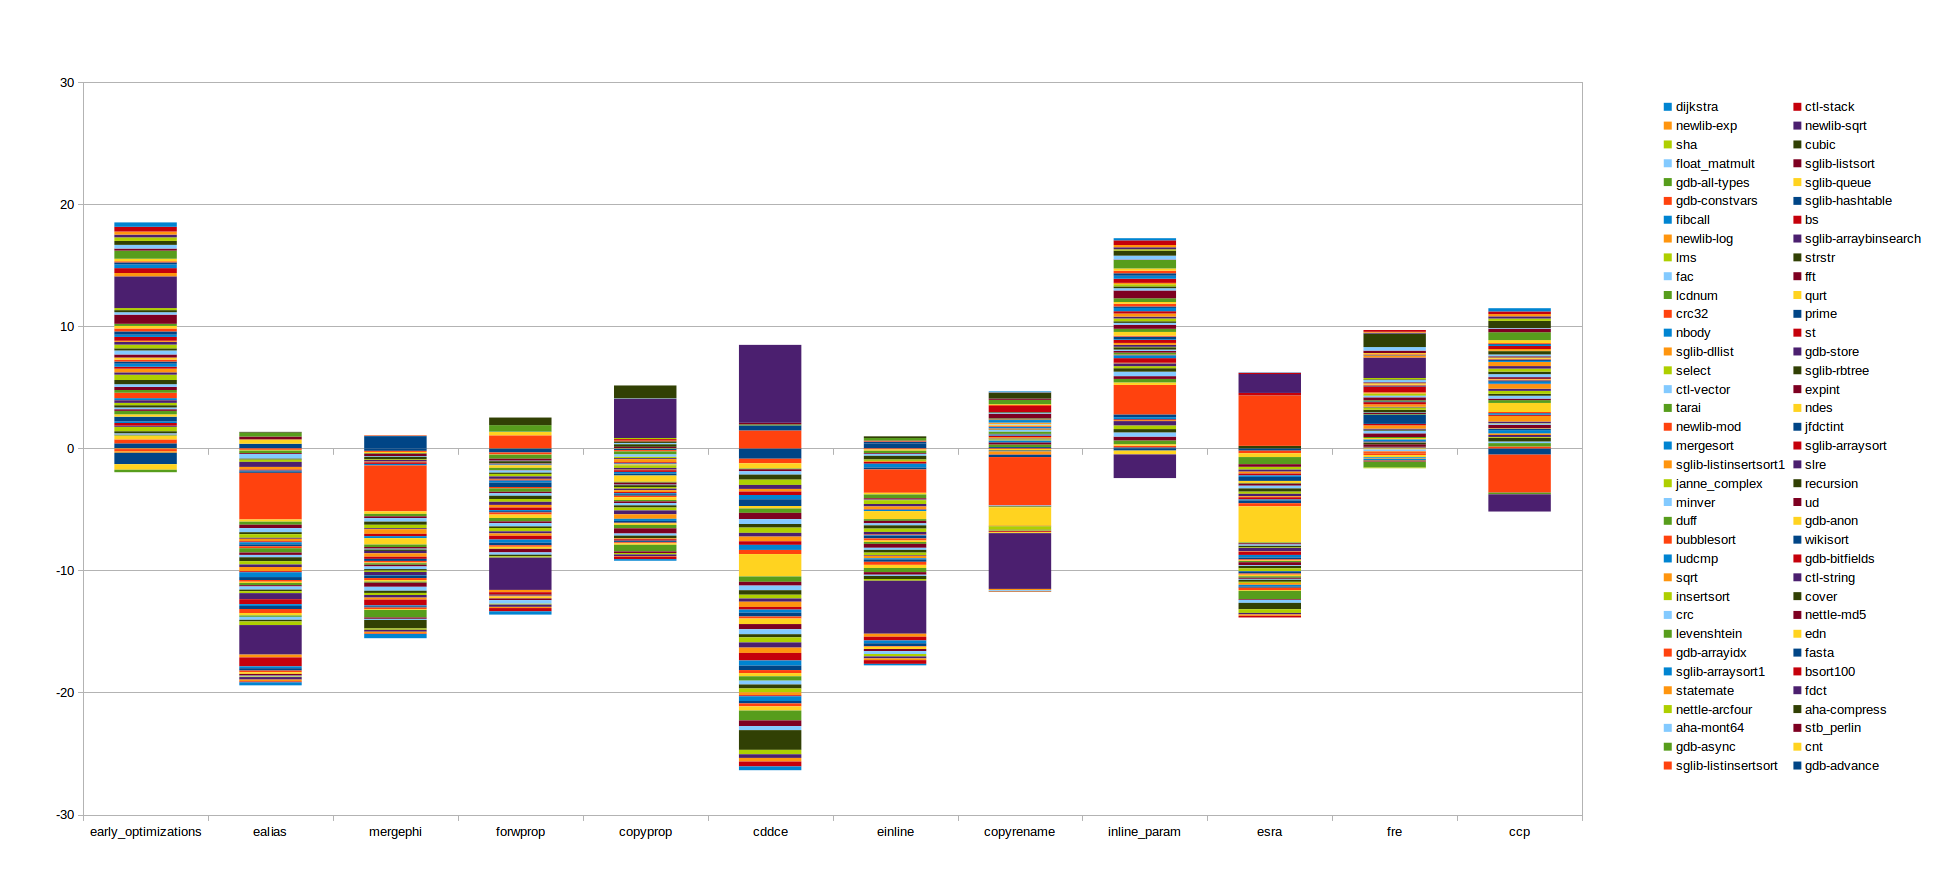 30
20
10
0
-10
-20
-30
early_optimizations ealias mergephi forwprop copyprop cddce einline copyrename inline_param esra fre ccp
dijkstra ctl-stack
newlib-exp newlib-sqrt
sha cubic
float_matmult sglib-listsort
gdb-all-types sglib-queue
gdb-constvars sglib-hashtable
fibcall bs
newlib-log sglib-arraybinsearch
lms strstr
fac fft
lcdnum qurt
crc32 prime
nbody st
sglib-dllist gdb-store
select sglib-rbtree
ctl-vector expint
tarai ndes
newlib-mod jfdctint
mergesort sglib-arraysort
sglib-listinsertsort1 slre
janne_complex recursion
minver ud
duff gdb-anon
bubblesort wikisort
ludcmp gdb-bitfields
sqrt ctl-string
insertsort cover
crc nettle-md5
levenshtein edn
gdb-arrayidx fasta
sglib-arraysort1 bsort100
statemate fdct
nettle-arcfour aha-compress
aha-mont64 stb_perlin
gdb-async cnt
sglib-listinsertsort gdb-advance